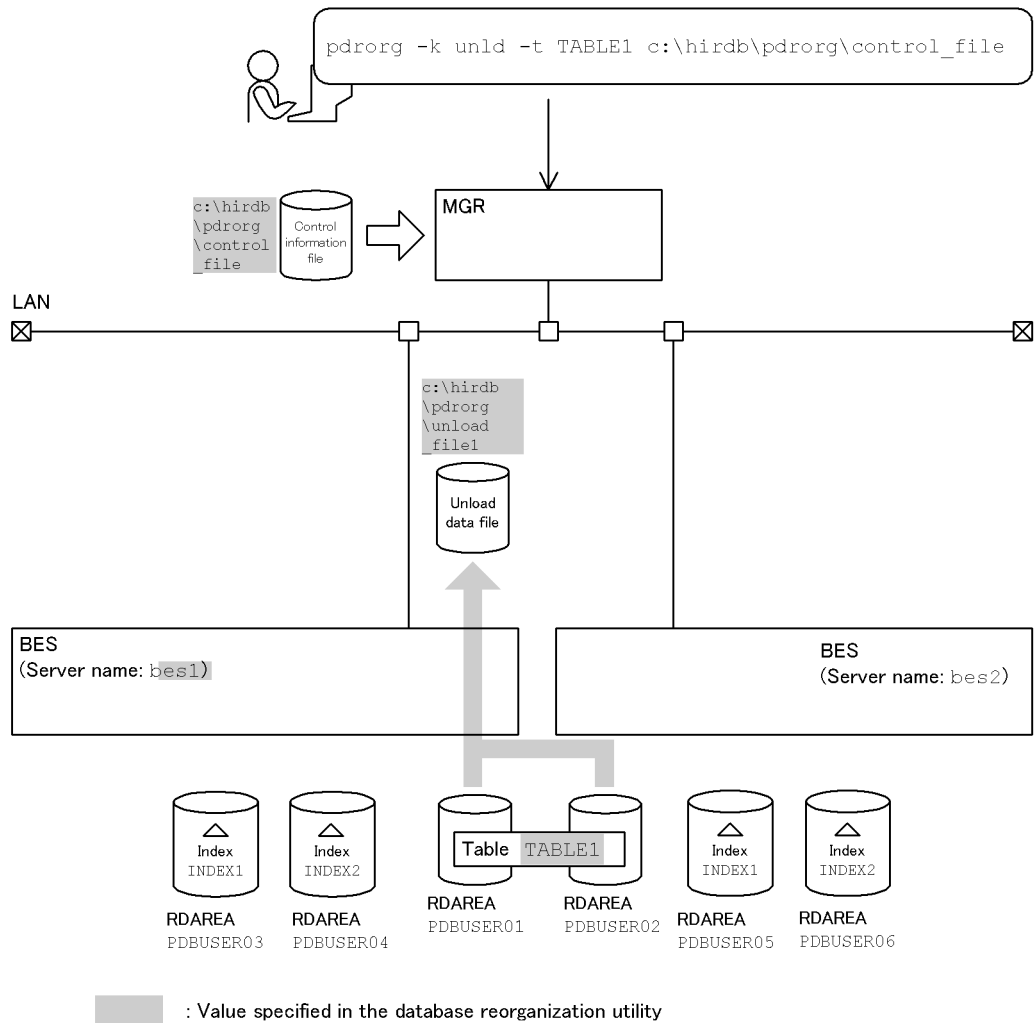 pdrorg -k unld -t TABLE1 c:\hirdb\pdrorg\control_file
MGR
c:\hirdb
\pdrorg
\control
_file
Control
information
file
LAN
c:\hirdb
\pdrorg
\unload
_file1
Unload
data file
BES
(Server name: bes1)
BES
(Server name: bes2)
Index
INDEX1
Index
INDEX2
Table TABLE1
Index
INDEX1
Index
INDEX2
RDAREA
PDBUSER03
RDAREA
PDBUSER04
RDAREA
PDBUSER01
RDAREA
PDBUSER02
RDAREA
PDBUSER05
RDAREA
PDBUSER06
: Value specified in the database reorganization utility